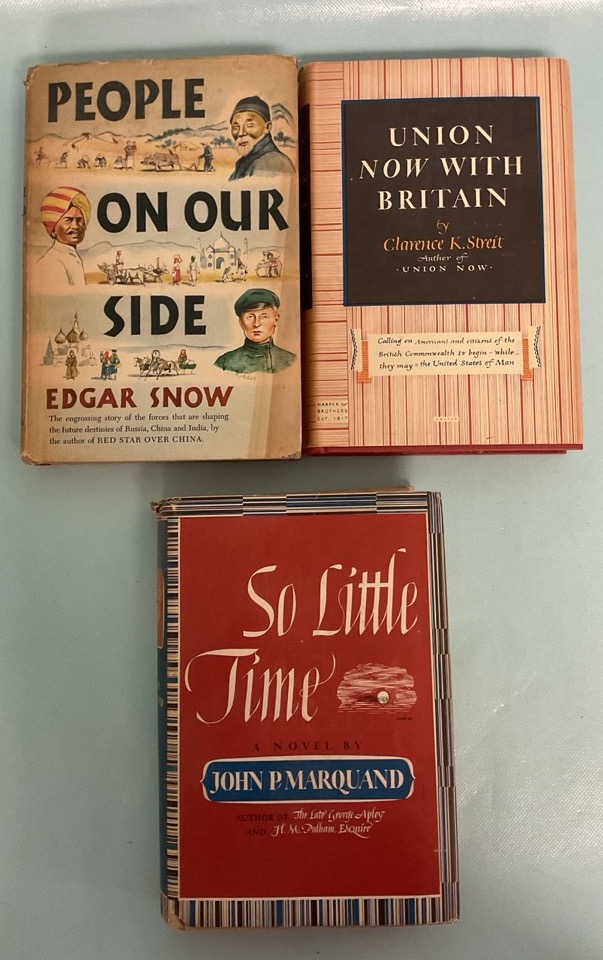 PEOPLE
ON OUR
SIDE
EDGAR SNOW
The engrossing story of the forces that are shaping
the future destinies of Russia, China and India, by
the author of RED STAR OVER CHINA.
UNION
NOW WITH
BRITAIN
by
Clarence K. Streit
Author of
· UNION NOW ·
Calling on Americans and citizens of the
British Commonwealth to begin - while
they may - the United States of Man
HARPER &
BROTHERS
EST. 1817
So Little
Time
A NOVEL BY
JOHN P. MARQUAND
AUTHOR OF The Late George Apley
AND H. M. Pulham, Esquire